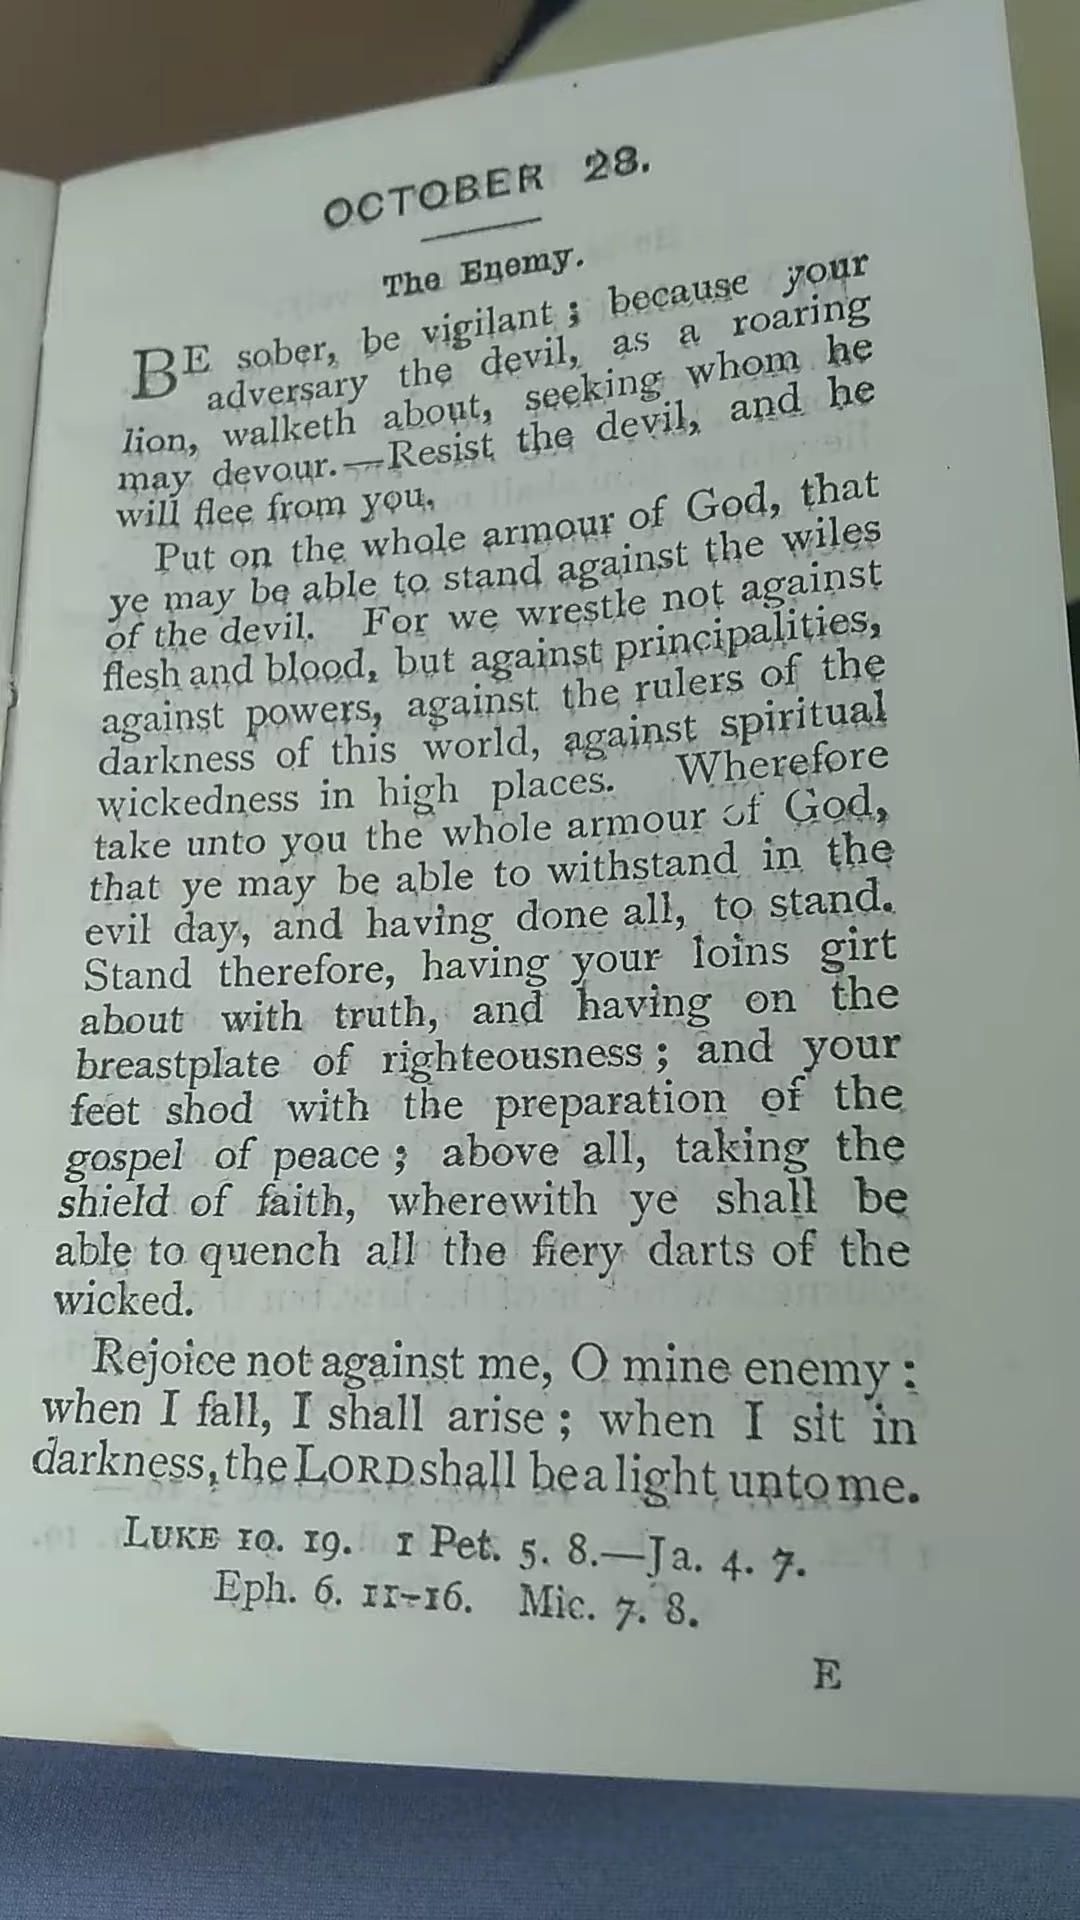 OCTOBER 28.
The Enemy.
BE sober, be vigilant; because your
adversary the devil, as a roaring
lion, walketh about, seeking whom he
may devour.—Resist the devil, and he
will flee from you.
Put on the whole armour of God, that
ye may be able to stand against the wiles
of the devil. For we wrestle not against
flesh and blood, but against principalities,
against powers, against the rulers of the
darkness of this world, against spiritual
wickedness in high places. Wherefore
take unto you the whole armour of God,
that ye may be able to withstand in the
evil day, and having done all, to stand.
Stand therefore, having your loins girt
about with truth, and having on the
breastplate of righteousness; and your
feet shod with the preparation of the
gospel of peace; above all, taking the
shield of faith, wherewith ye shall be
able to quench all the fiery darts of the
wicked.
Rejoice not against me, O mine enemy:
when I fall, I shall arise; when I sit in
darkness, the LORD shall be a light unto me.
LUKE 10. 19. 1 Pet. 5. 8.—Ja. 4. 7.
Eph. 6. 11-16. Mic. 7. 8.
E